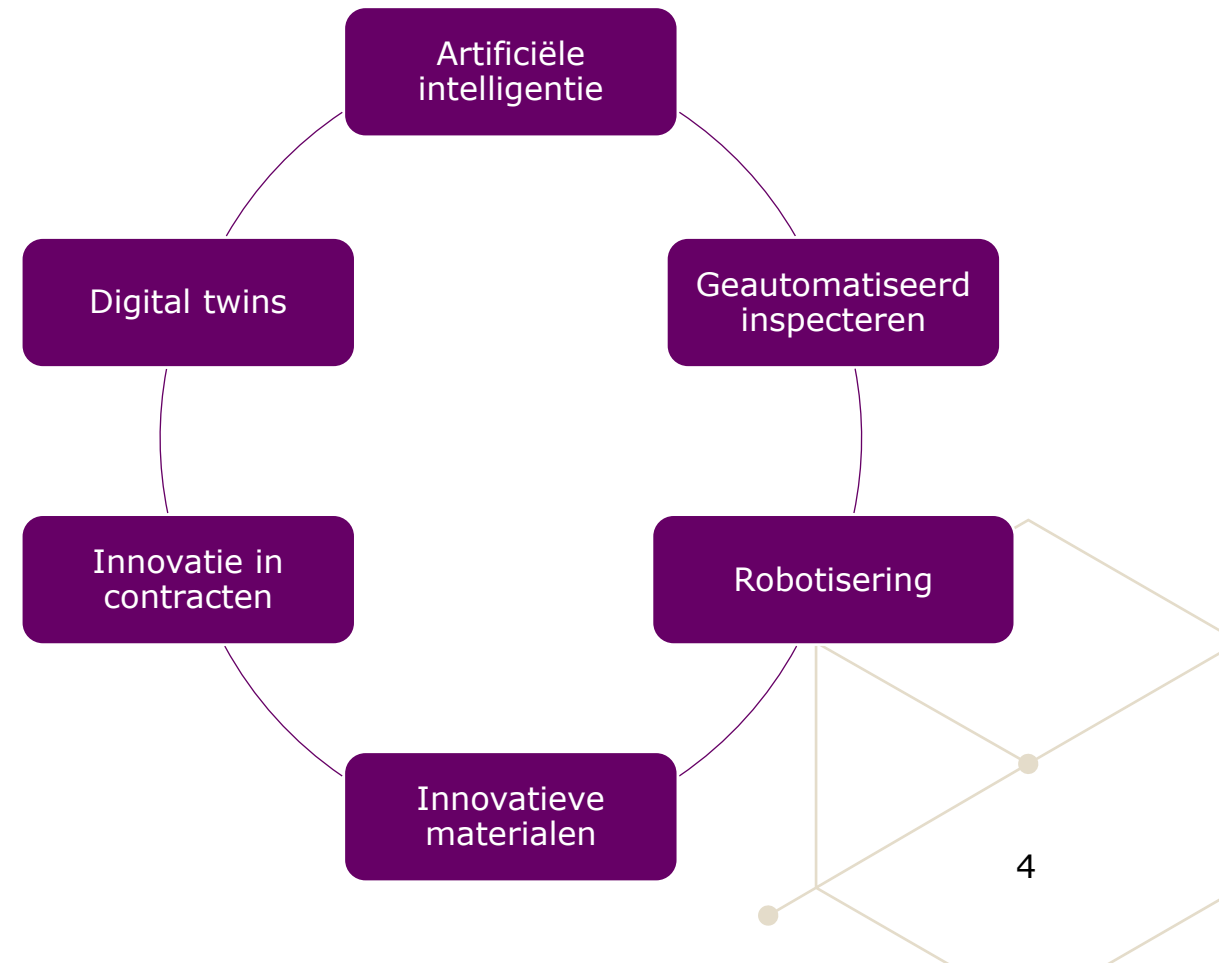 Artificiële
intelligentie
Geautomatiseerd
inspecteren
Robotisering
Innovatieve
materialen
Innovatie in
contracten
Digital twins
4